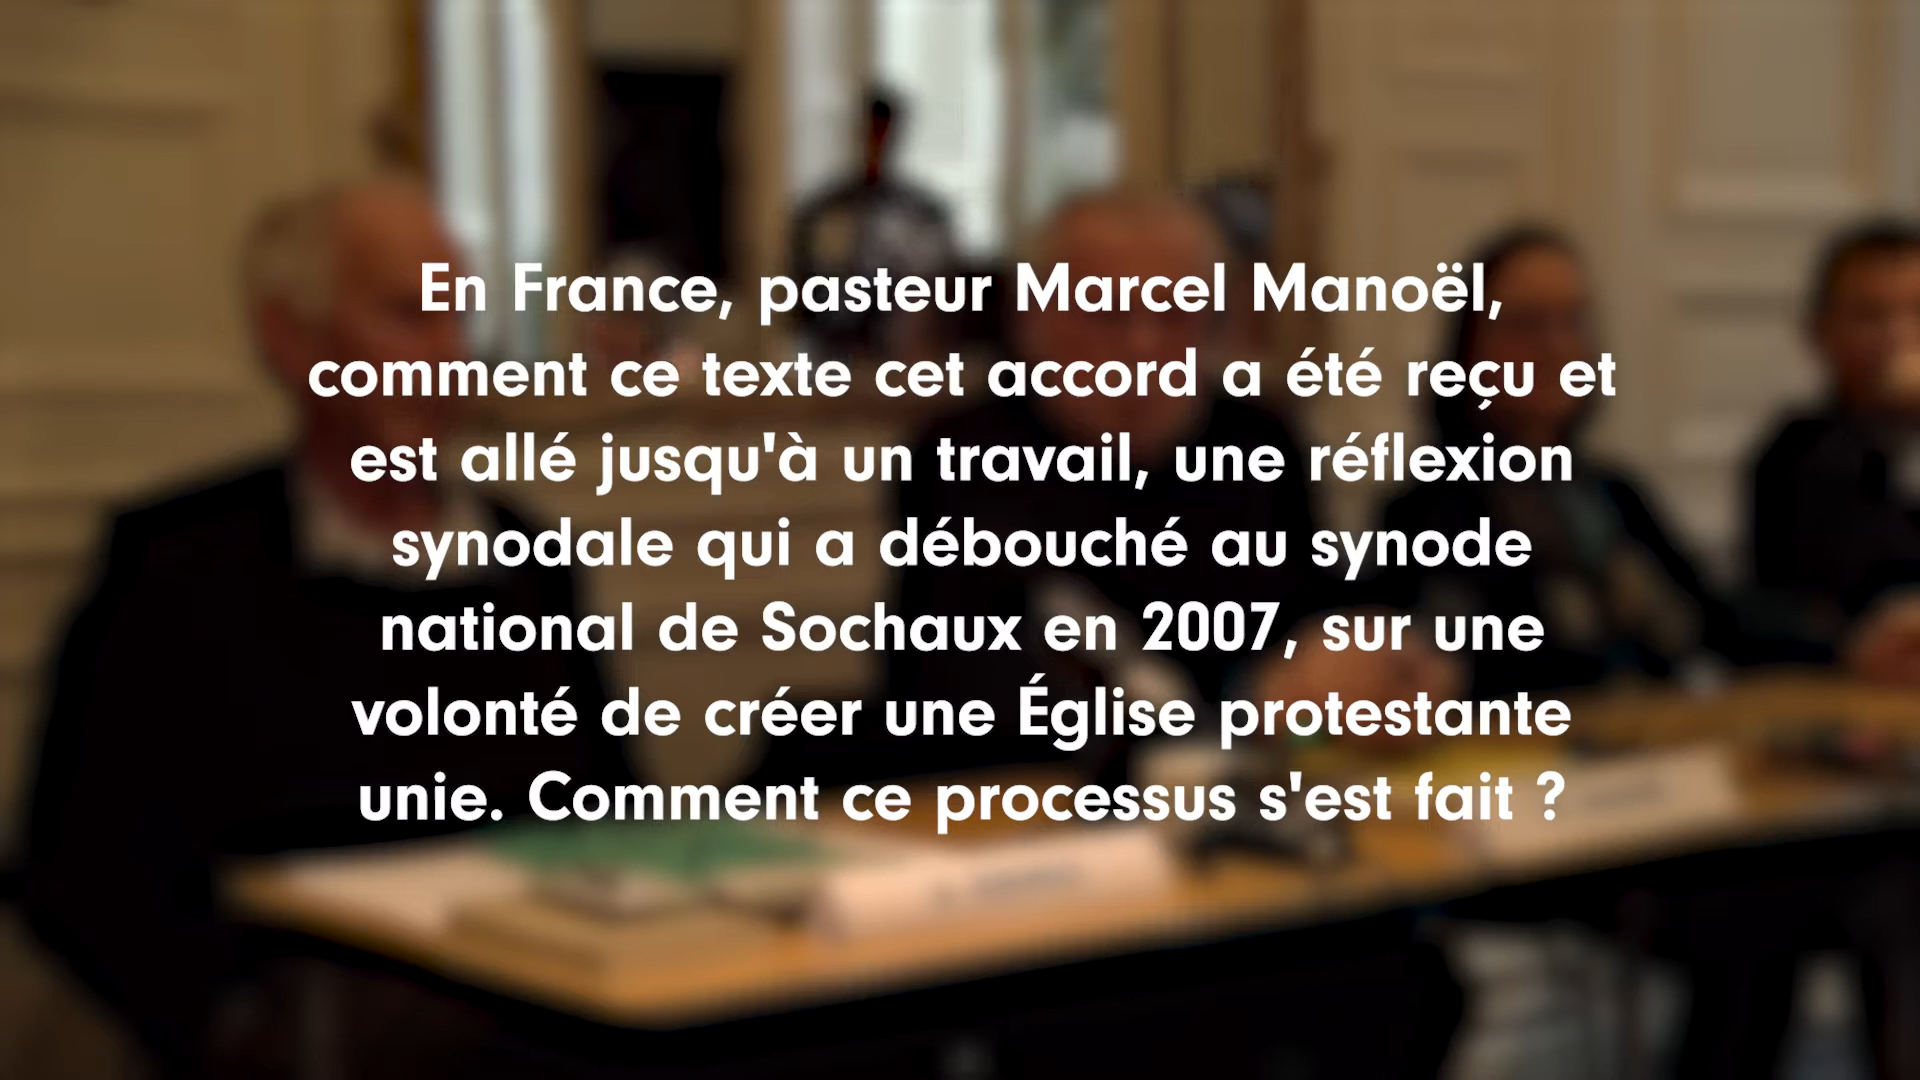 En France, pasteur Marcel Manoël,
comment ce texte cet accord a été reçu et
est allé jusqu'à un travail, une réflexion
synodale qui a débouché au synode
national de Sochaux en 2007, sur une
volonté de créer une Église protestante
unie. Comment ce processus s'est fait ?